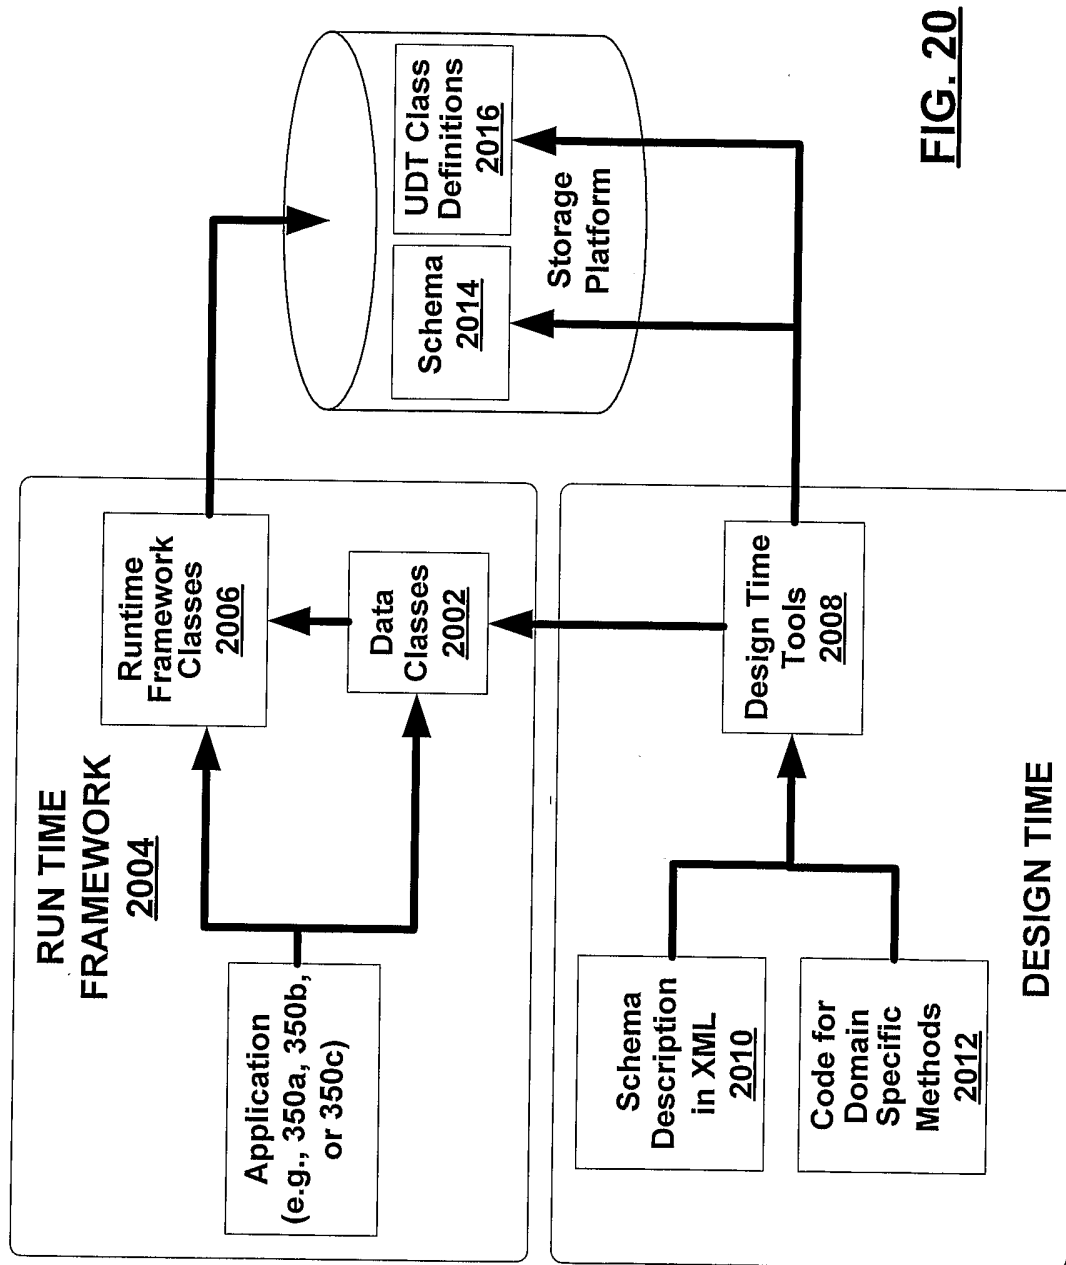 RUN TIME
FRAMEWORK
2004
Application
(e.g., 350a, 350b,
or 350c)
Runtime
Framework
Classes
2006
Data
Classes
2002
Schema
2014
UDT Class
Definitions
2016
Storage
Platform
Schema
Description
in XML
2010
Code for
Domain
Specific
Methods
2012
Design Time
Tools
2008
DESIGN TIME
FIG. 20